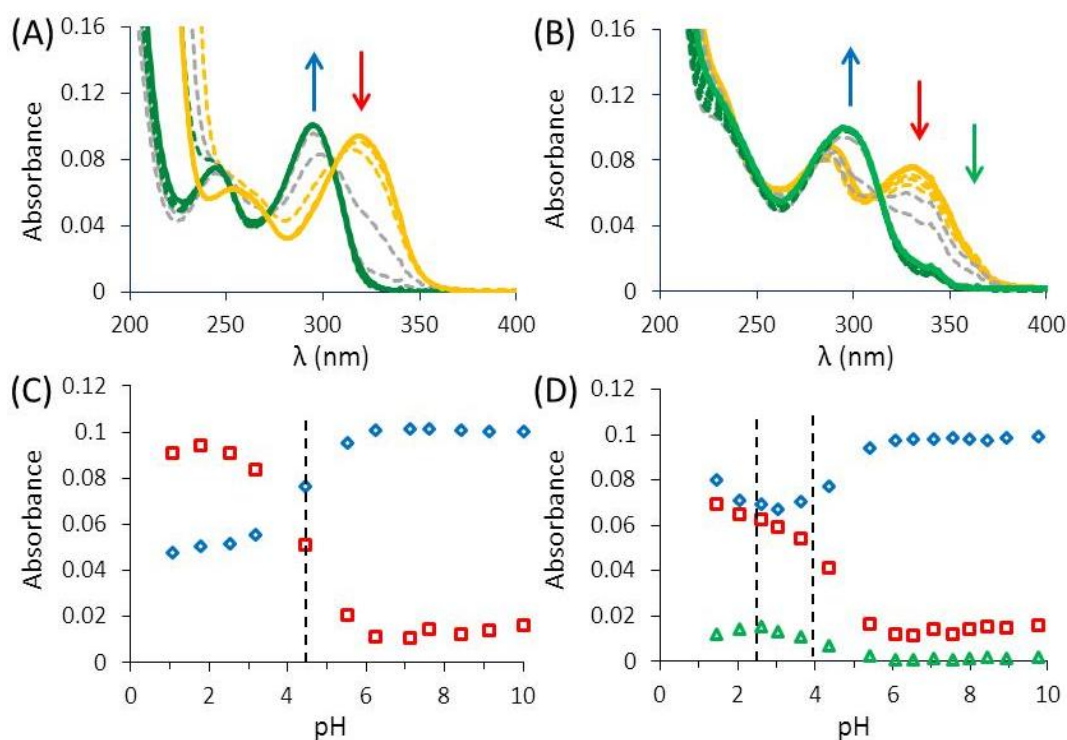 (A) (B)
0.16 0.16
0.12 0.12
0.08 0.08
0.04 0.04
0 0
200 250 300 350 400 200 250 300 350 400
λ (nm) λ (nm)
Absorbance Absorbance
(C) (D)
0.12 0.12
0.1 0.1
0.08 0.08
0.06 0.06
0.04 0.04
0.02 0.02
0 0
0 2 4 6 8 10 0 2 4 6 8 10
pH pH
Absorbance Absorbance